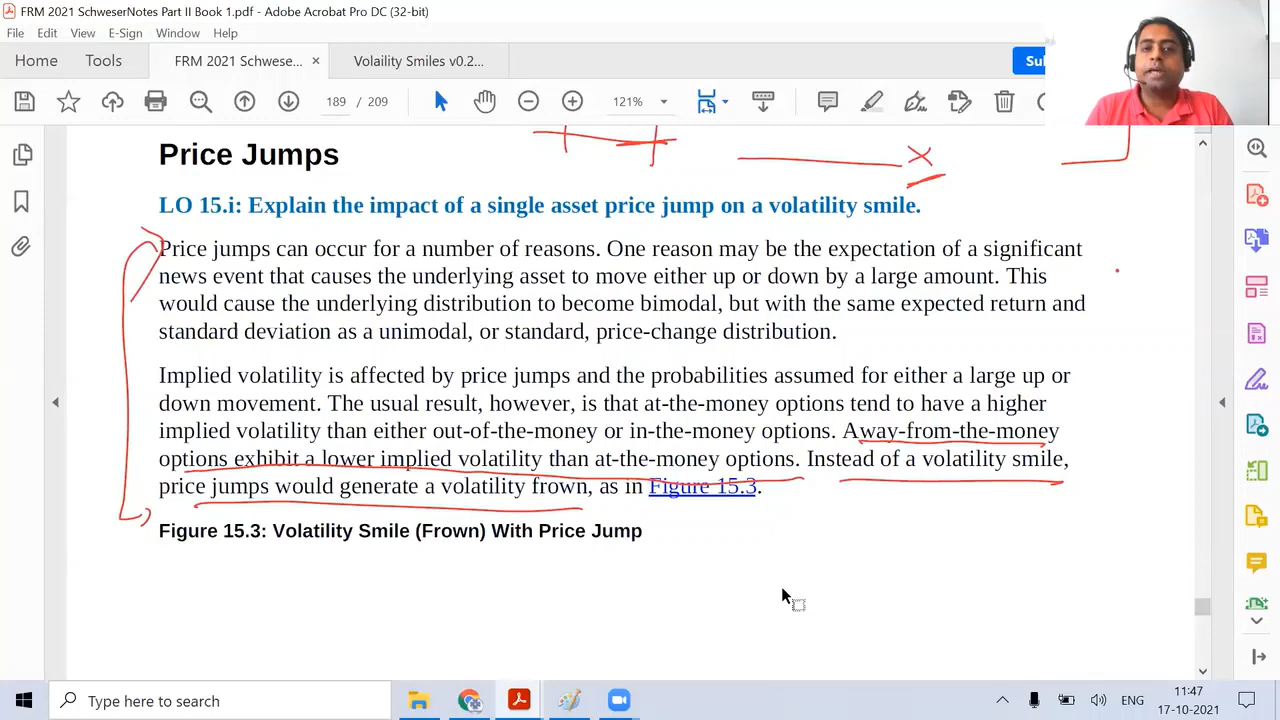 FRM 2021 SchweserNotes Part II Book 1.pdf - Adobe Acrobat Pro DC (32-bit)
File Edit View E-Sign Window Help
Home Tools FRM 2021 Schwese... × Volaility Smiles v0.2... Su
189 / 209 121%
Price Jumps
LO 15.i: Explain the impact of a single asset price jump on a volatility smile.
Price jumps can occur for a number of reasons. One reason may be the expectation of a significant
news event that causes the underlying asset to move either up or down by a large amount. This
would cause the underlying distribution to become bimodal, but with the same expected return and
standard deviation as a unimodal, or standard, price-change distribution.
Implied volatility is affected by price jumps and the probabilities assumed for either a large up or
down movement. The usual result, however, is that at-the-money options tend to have a higher
implied volatility than either out-of-the-money or in-the-money options. Away-from-the-money
options exhibit a lower implied volatility than at-the-money options. Instead of a volatility smile,
price jumps would generate a volatility frown, as in Figure 15.3.
Figure 15.3: Volatility Smile (Frown) With Price Jump
Type here to search
ENG
11:47
17-10-2021